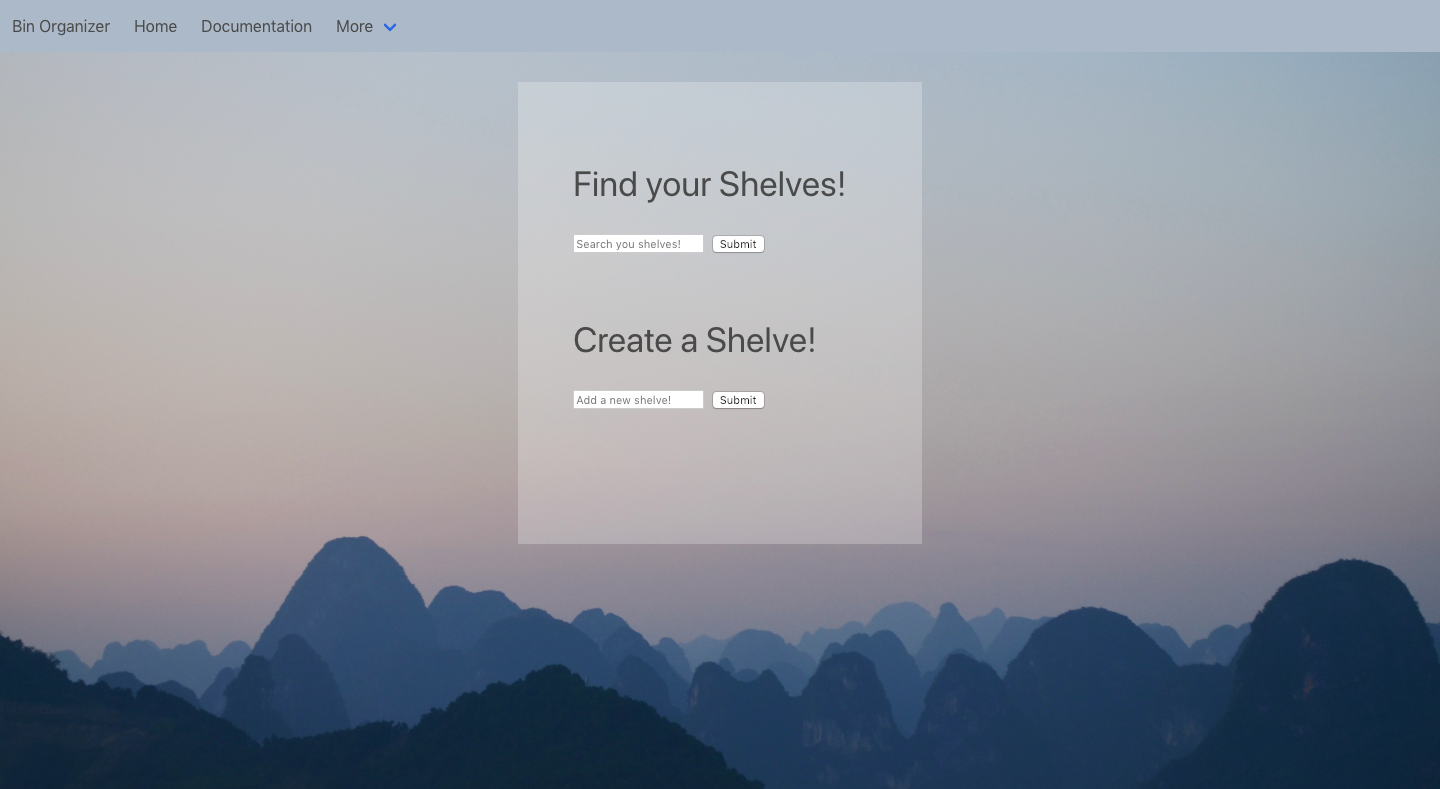 Bin Organizer Home Documentation More
Find your Shelves!
Search you shelves! Submit
Create a Shelve!
Add a new shelve! Submit